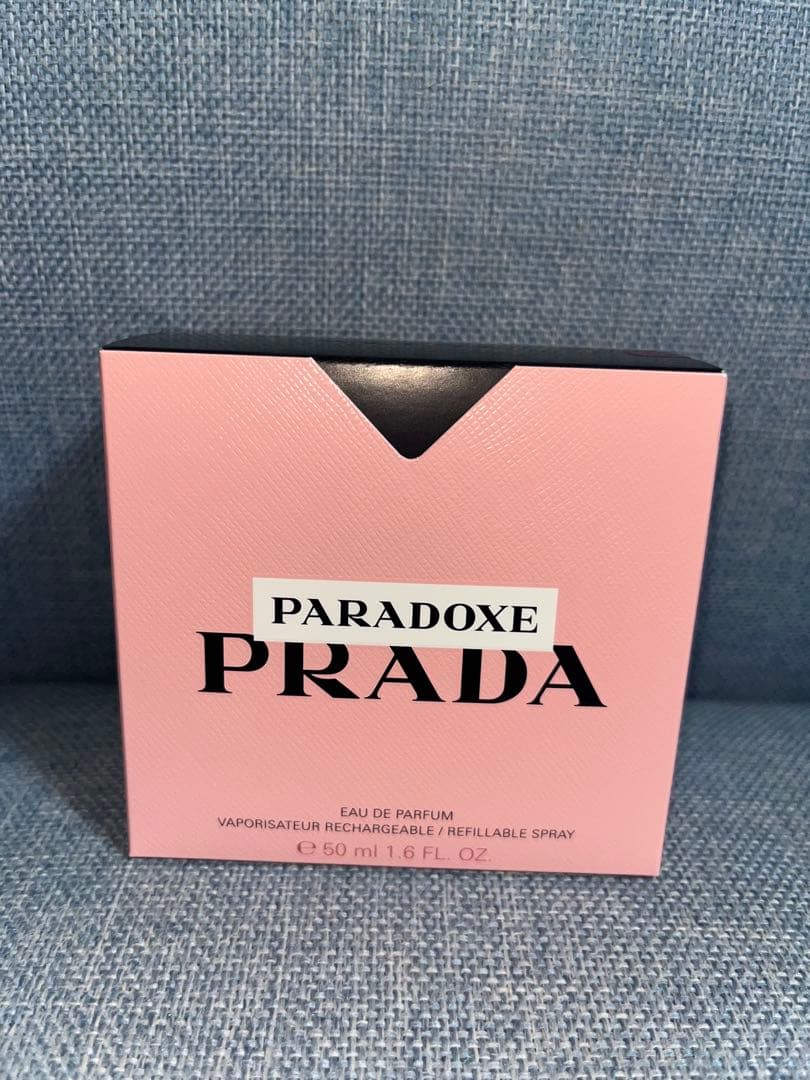 PARADOXE
PRADA
EAU DE PARFUM
VAPORISATEUR RECHARGEABLE / REFILLABLE SPRAY
℮ 50 ml 1.6 FL. OZ.